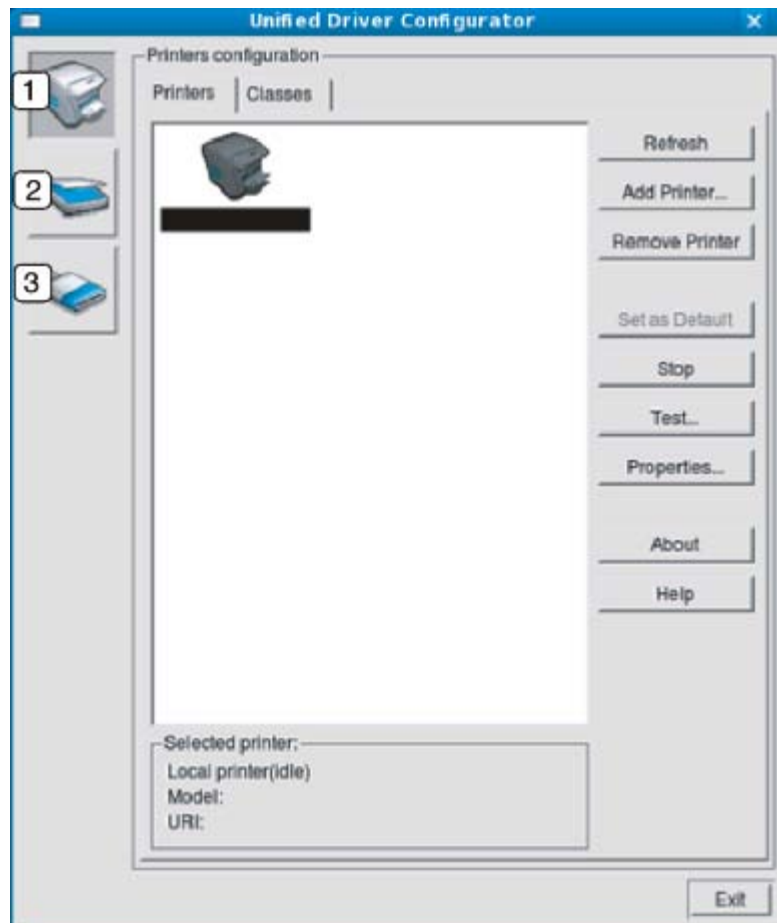 Unified Driver Configurator
1
2
3
Printers configuration
Printers
Classes
Refresh
Add Printer...
Remove Printer
Set as Default
Stop
Test...
Properties...
About
Help
Selected printer:
Local printer(idle)
Model:
URI:
Exit